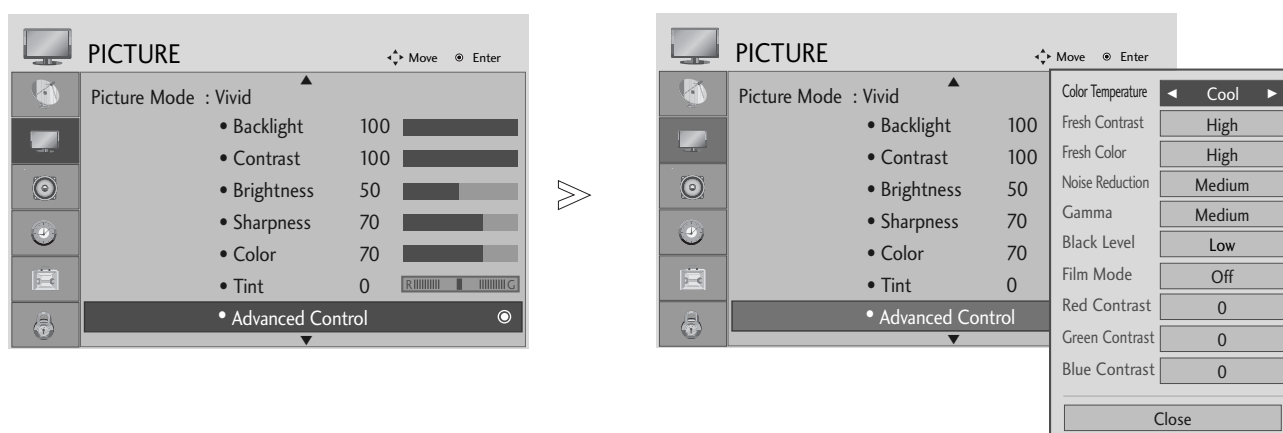 PICTURE
Move Enter
Picture Mode : Vivid
• Backlight 100
• Contrast 100
• Brightness 50
• Sharpness 70
• Color 70
• Tint 0 R G
• Advanced Control
PICTURE
Move Enter
Picture Mode : Vivid
• Backlight 100
• Contrast 100
• Brightness 50
• Sharpness 70
• Color 70
• Tint 0
• Advanced Control
Color Temperature ◄ Cool ►
Fresh Contrast High
Fresh Color High
Noise Reduction Medium
Gamma Medium
Black Level Low
Film Mode Off
Red Contrast 0
Green Contrast 0
Blue Contrast 0
Close